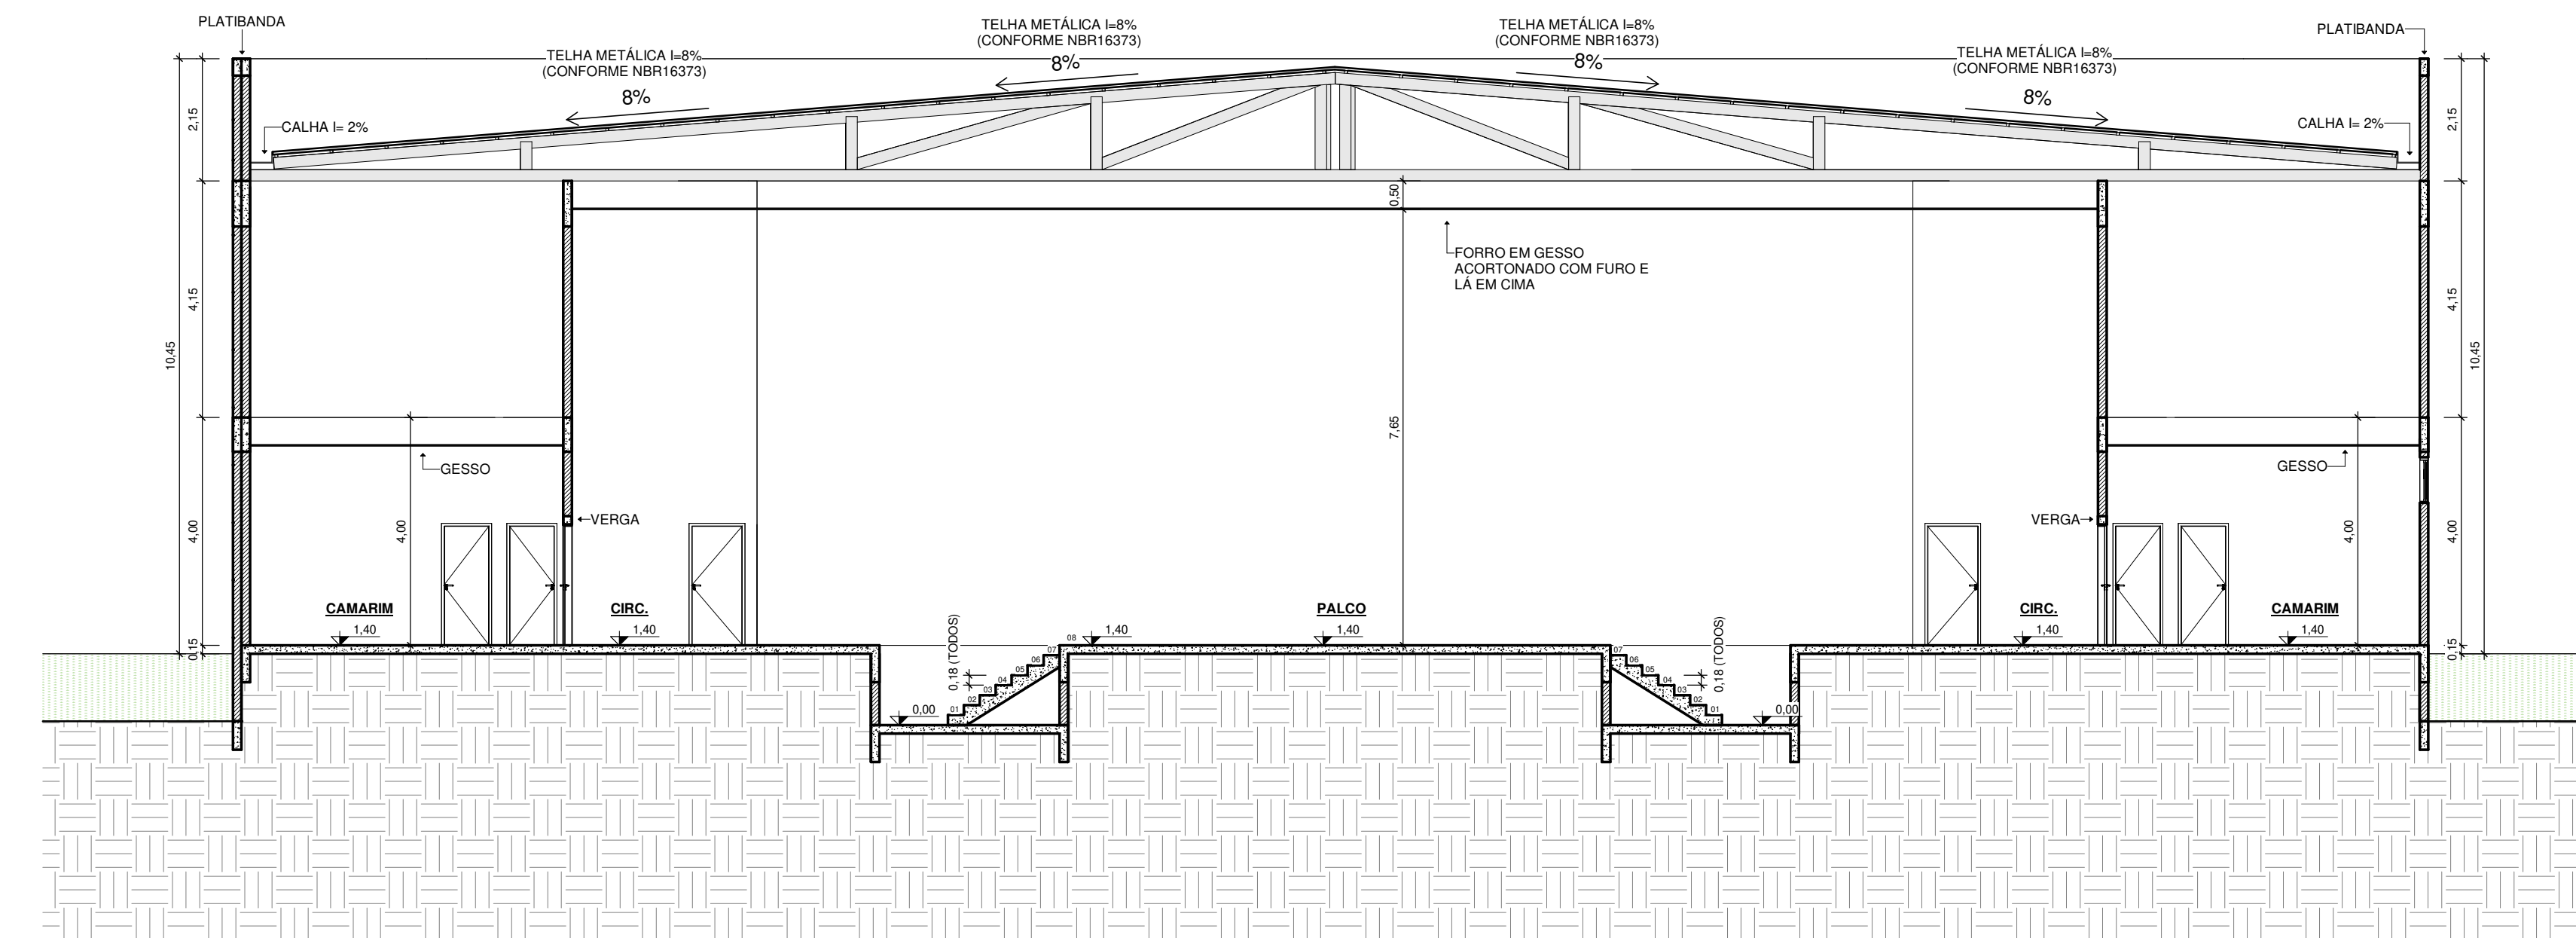 PLATIBANDA
TELHA METÁLICA I=8%
(CONFORME NBR16373)
TELHA METÁLICA I=8%
(CONFORME NBR16373)
TELHA METÁLICA I=8%
(CONFORME NBR16373)
TELHA METÁLICA I=8%
(CONFORME NBR16373)
PLATIBANDA
8%
8%
8%
8%
CALHA I= 2%
CALHA I= 2%
2,15
2,15
0,50
FORRO EM GESSO
ACORTONADO COM FURO E
LÁ EM CIMA
4,15
4,15
10,45
10,45
7,65
GESSO
GESSO
VERGA
VERGA
4,00
4,00
4,00
4,00
CAMARIM
CIRC.
PALCO
CIRC.
CAMARIM
1,40
1,40
1,40
1,40
1,40
1,40
0,15
0,15
0,18 (TODOS)
0,18 (TODOS)
0,00
01
02
03
04
05
06
07
08
07
06
05
04
03
02
01
0,00